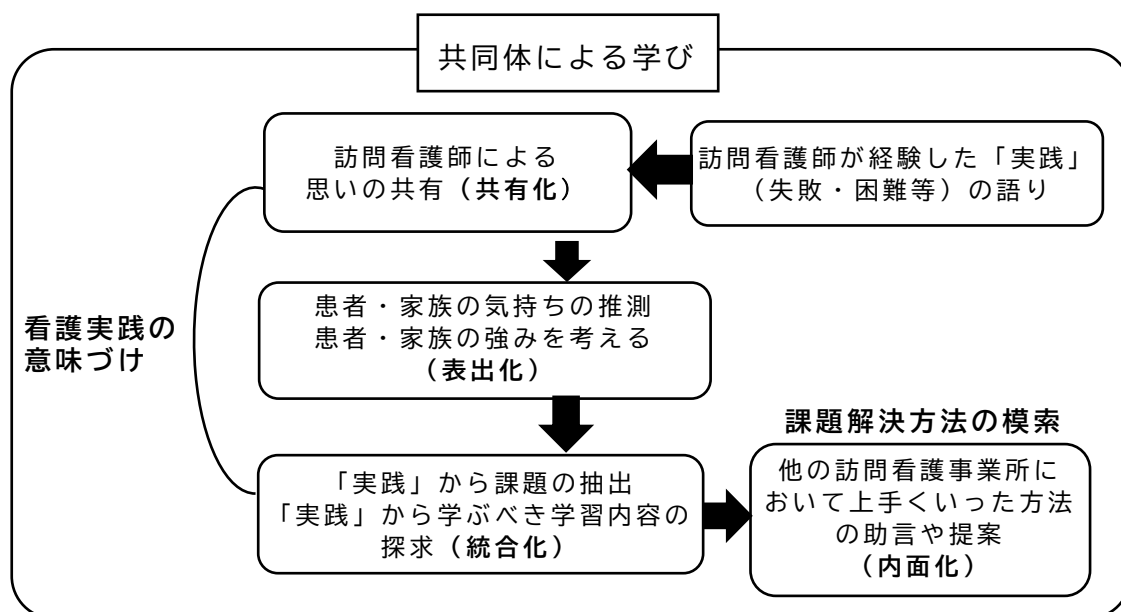 共同体による学び
訪問看護師が経験した「実践」
（失敗・困難等）の語り
訪問看護師による
思いの共有（共有化）
患者・家族の気持ちの推測
患者・家族の強みを考える
（表出化）
看護実践の
意味づけ
「実践」から課題の抽出
「実践」から学ぶべき学習内容の
探求（統合化）
課題解決方法の模索
他の訪問看護事業所に
おいて上手くいった方法
の助言や提案
（内面化）